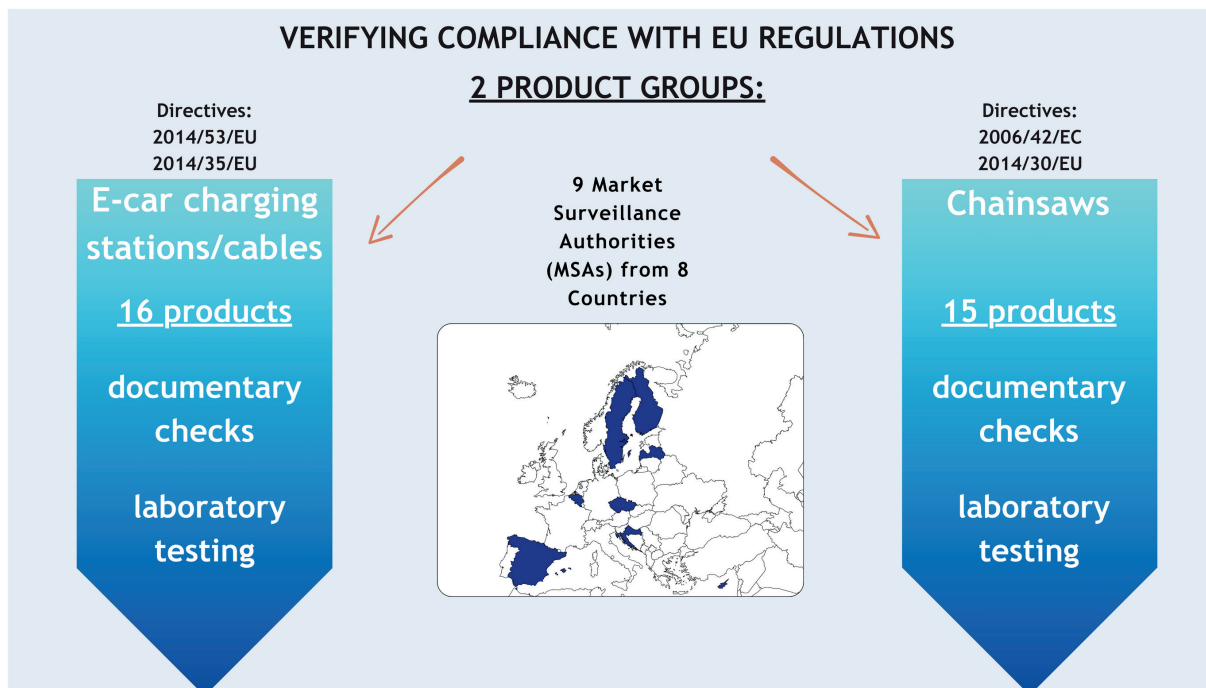 VERIFYING COMPLIANCE WITH EU REGULATIONS
2 PRODUCT GROUPS:
Directives:
2014/53/EU
2014/35/EU
E-car charging
stations/cables
16 products
documentary
checks
laboratory
testing
9 Market
Surveillance
Authorities
(MSAs) from 8
Countries
Directives:
2006/42/EC
2014/30/EU
Chainsaws
15 products
documentary
checks
laboratory
testing